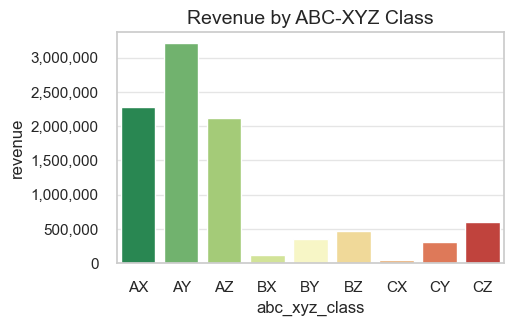 Revenue by ABC-XYZ Class
3,000,000
2,500,000
2,000,000
1,500,000
1,000,000
500,000
0
revenue
AX AY AZ BX BY BZ CX CY CZ
abc_xyz_class